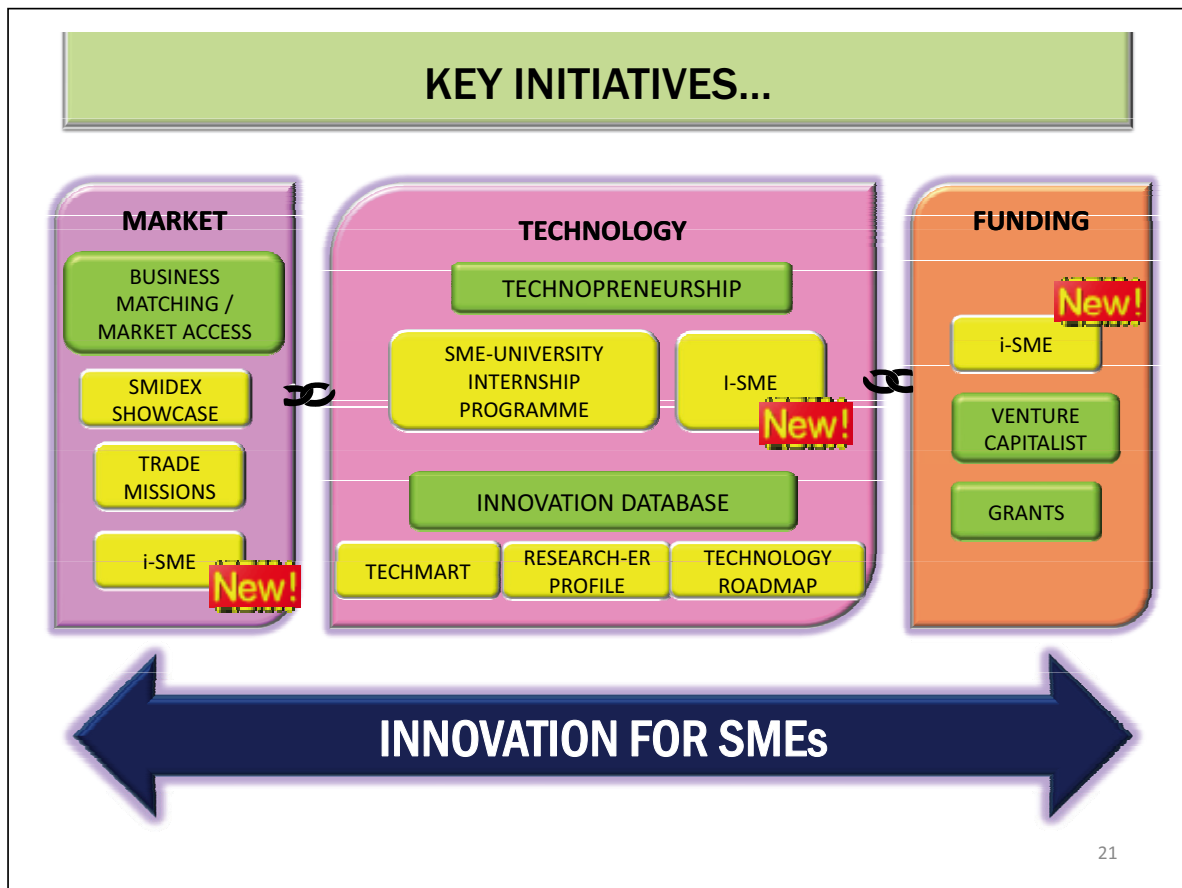 KEY INITIATIVES...
MARKET
BUSINESS
MATCHING /
MARKET ACCESS
SMIDEX
SHOWCASE
TRADE
MISSIONS
i-SME
New!
TECHNOLOGY
TECHNOPRENEURSHIP
SME-UNIVERSITY
INTERNSHIP
PROGRAMME
I-SME
New!
INNOVATION DATABASE
TECHMART
RESEARCH-ER
PROFILE
TECHNOLOGY
ROADMAP
FUNDING
New!
i-SME
VENTURE
CAPITALIST
GRANTS
INNOVATION FOR SMEs
21